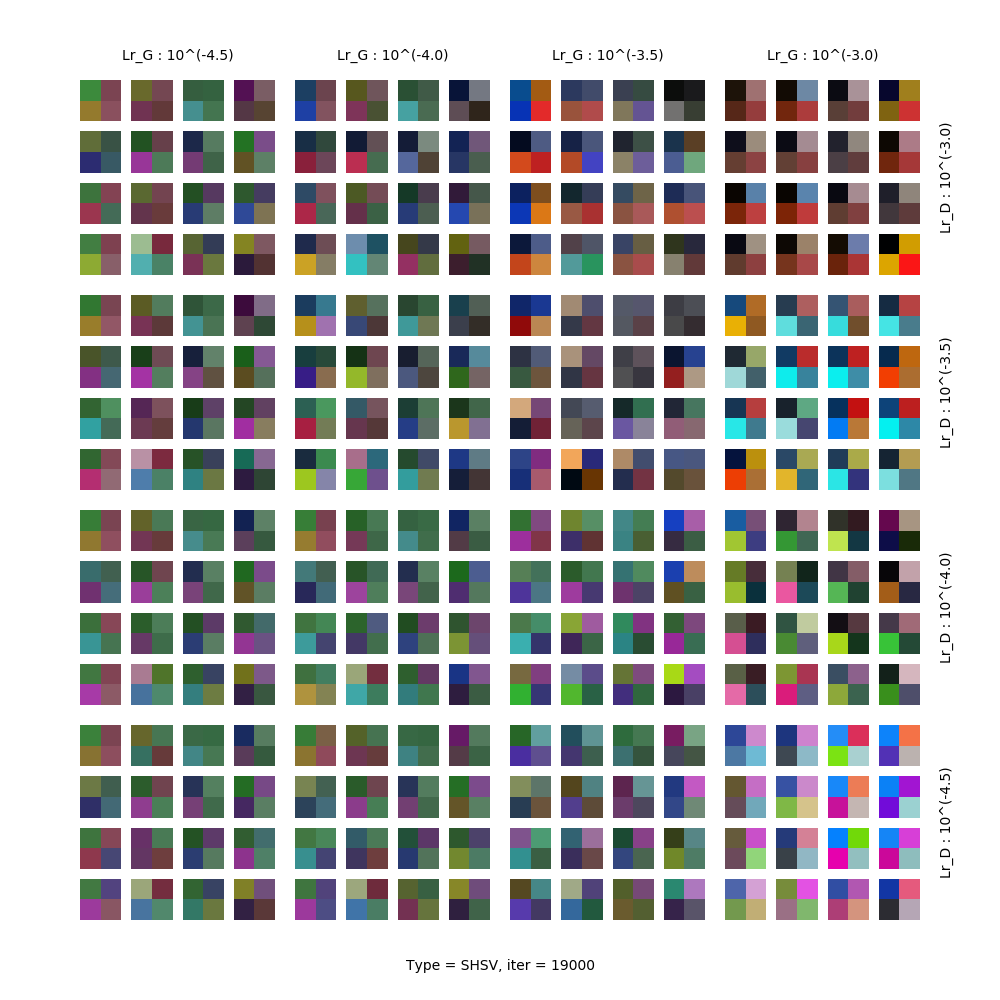 Lr_G : 10^(-4.5)
Lr_G : 10^(-4.0)
Lr_G : 10^(-3.5)
Lr_G : 10^(-3.0)
Lr_D : 10^(-3.0)
Lr_D : 10^(-3.5)
Lr_D : 10^(-4.0)
Lr_D : 10^(-4.5)
Type = SHSV, iter = 19000